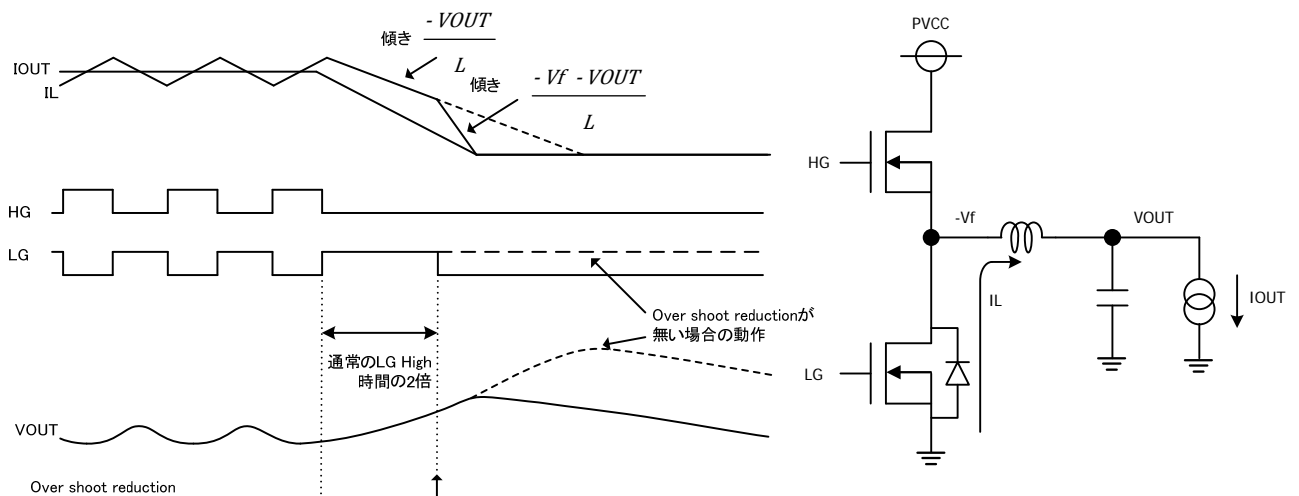 傾き - VOUT
L
IOUT
IL
傾き - Vf - VOUT
L
HG
LG
Over shoot reductionが
無い場合の動作
通常のLG High
時間の2倍
VOUT
Over shoot reduction
PVCC
HG
-Vf
VOUT
IL
IOUT
LG